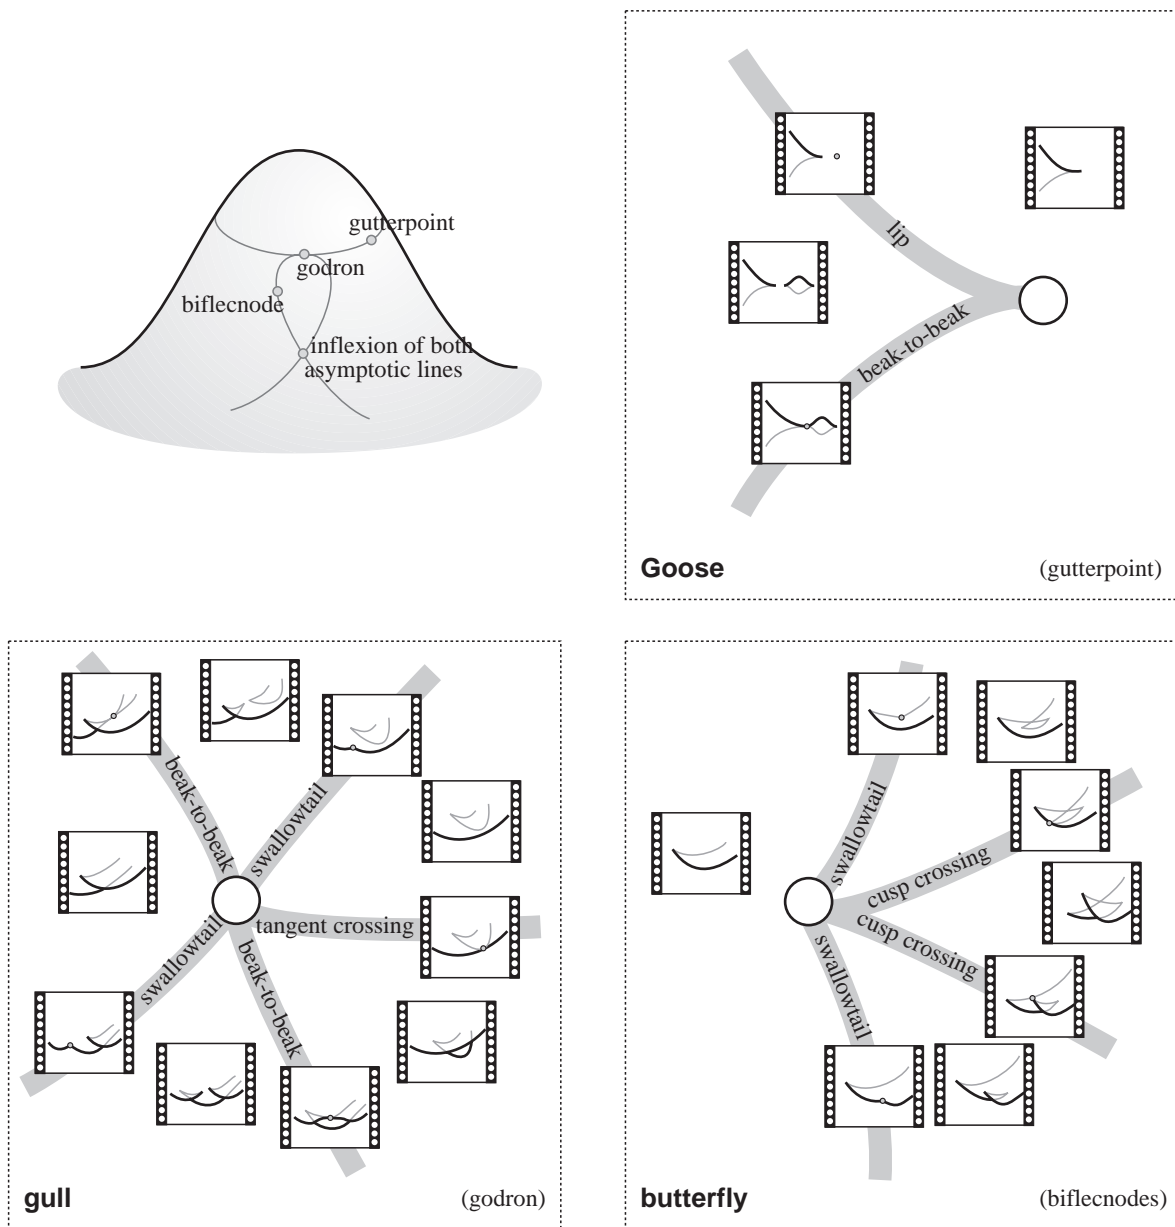 gutterpoint
godron
biflecnode
inflexion of both
asymptotic lines
lip
beak-to-beak
Goose
(gutterpoint)
beak-to-beak
swallowtail
tangent crossing
swallowtail
beak-to-beak
gull
(godron)
swallowtail
cusp crossing
cusp crossing
swallowtail
butterfly
(biflecnodes)